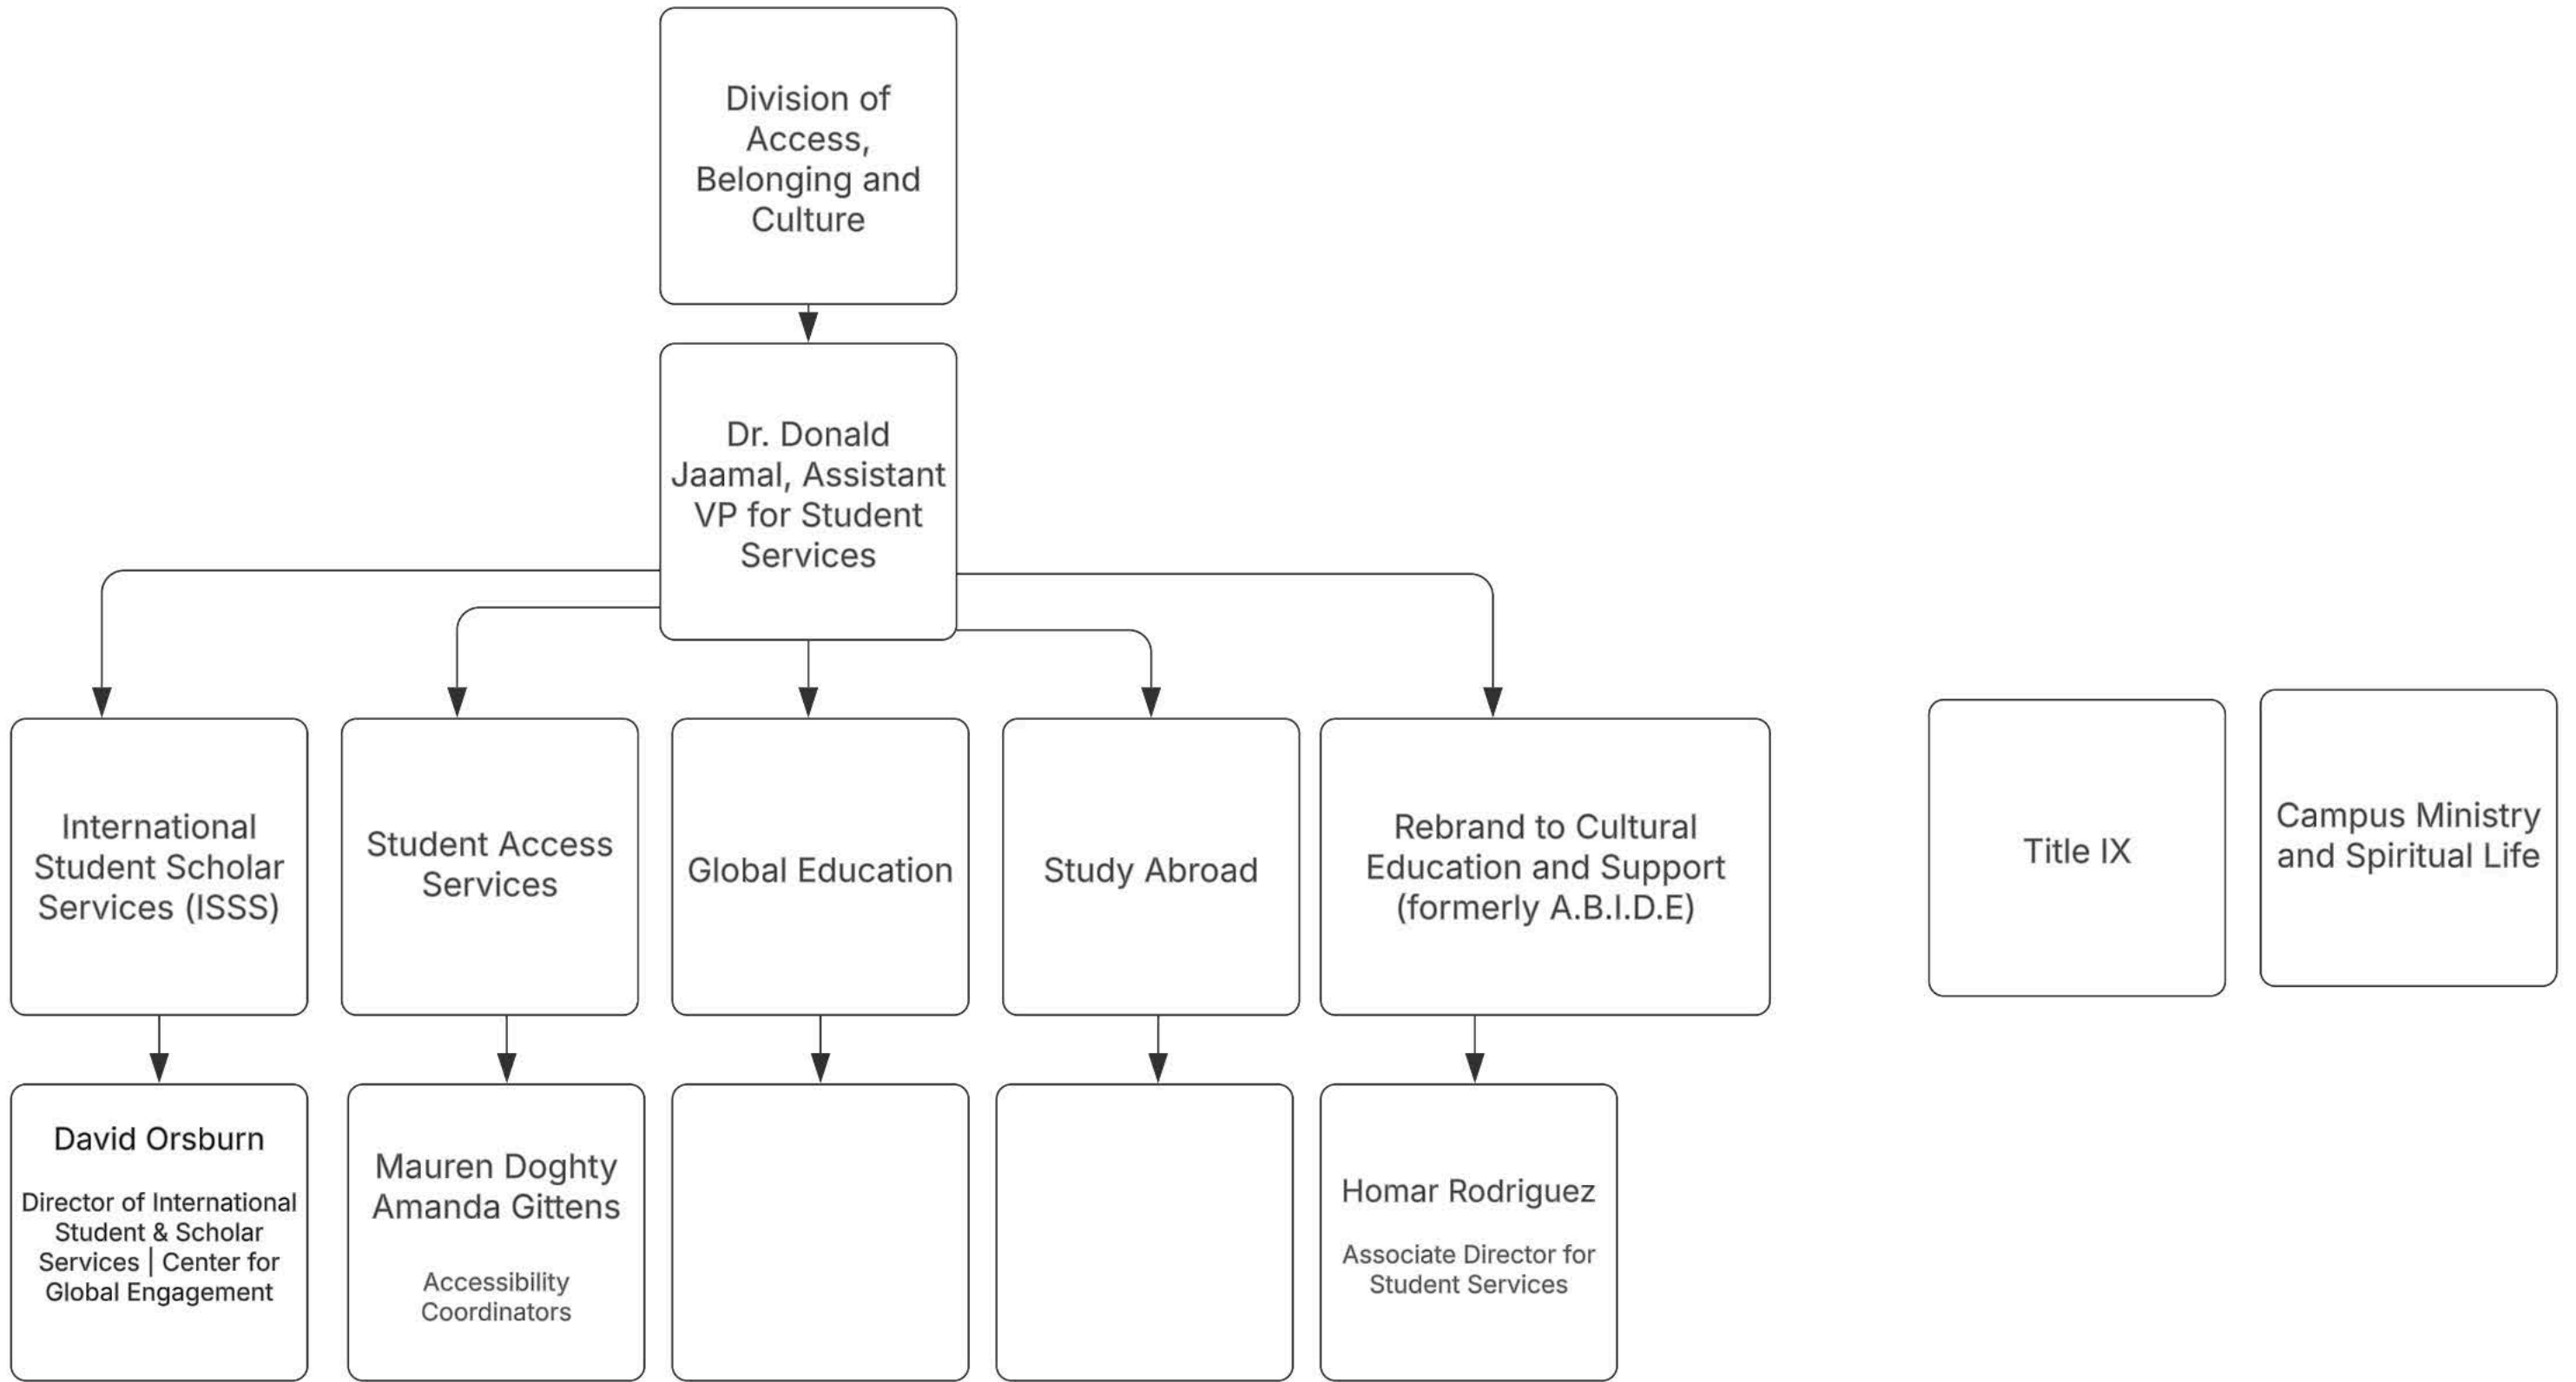 Division of
Access,
Belonging and
Culture
Dr. Donald
Jaamal, Assistant
VP for Student
Services
International
Student Scholar
Services (ISSS)
Student Access
Services
Global Education
Study Abroad
Rebrand to Cultural
Education and Support
(formerly A.B.I.D.E)
Title IX
Campus Ministry
and Spiritual Life
David Orsburn
Director of International
Student & Scholar
Services | Center for
Global Engagement
Mauren Doghty
Amanda Gittens
Accessibility
Coordinators
Homar Rodriguez
Associate Director for
Student Services